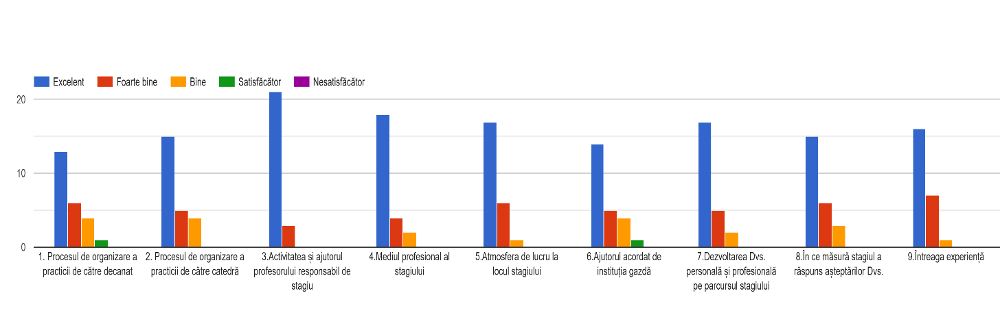 Excelent Foarte bine Bine Satisfăcător Nesatisfăcător
20
10
0
1. Procesul de organizare a
practicii de către decanat
2. Procesul de organizare a
practicii de către catedră
3.Activitatea și ajutorul
profesorului responsabil de
stagiu
4.Mediul profesional al
stagiului
5.Atmosfera de lucru la
locul stagiului
6.Ajutorul acordat de
instituția gazdă
7.Dezvoltarea Dvs.
personală și profesională
pe parcursul stagiului
8.În ce măsură stagiul a
răspuns așteptărilor Dvs.
9.Întreaga experiență